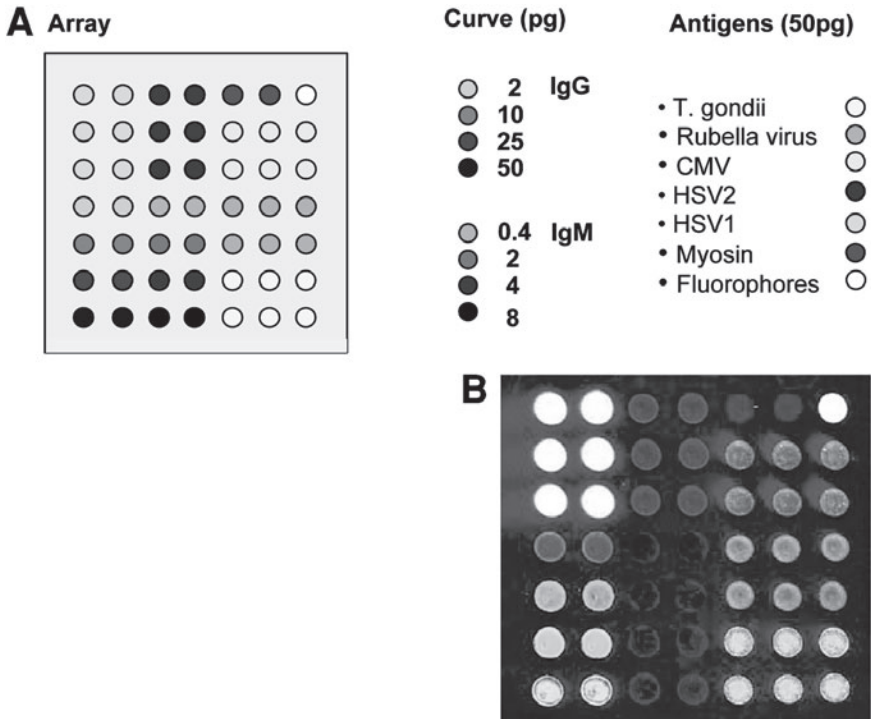 A Array
Curve (pg)
Antigens (50pg)
2 IgG
10
25
50
0.4 IgM
2
4
8
• T. gondii
• Rubella virus
• CMV
• HSV2
• HSV1
• Myosin
• Fluorophores
B